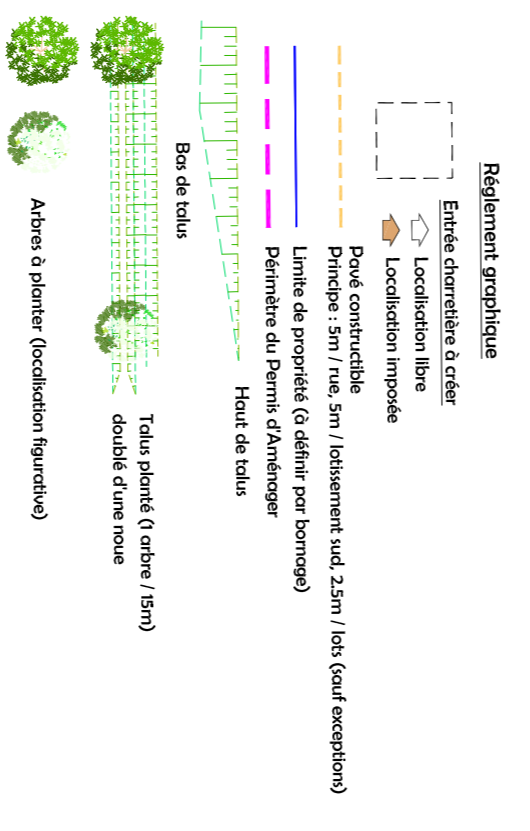 Réglement graphique
Entrée charretière à créer
Localisation libre
Localisation imposée
Pavé constructible
Principe : 5m / rue, 5m / lotissement sud, 2.5m / lots (sauf exceptions)
Limite de propriété (à définir par bornage)
Périmètre du Permis d'Aménager
Haut de talus
Bas de talus
Talus planté (1 arbre / 15m)
doublé d'une noue
Arbres à planter (localisation figurative)